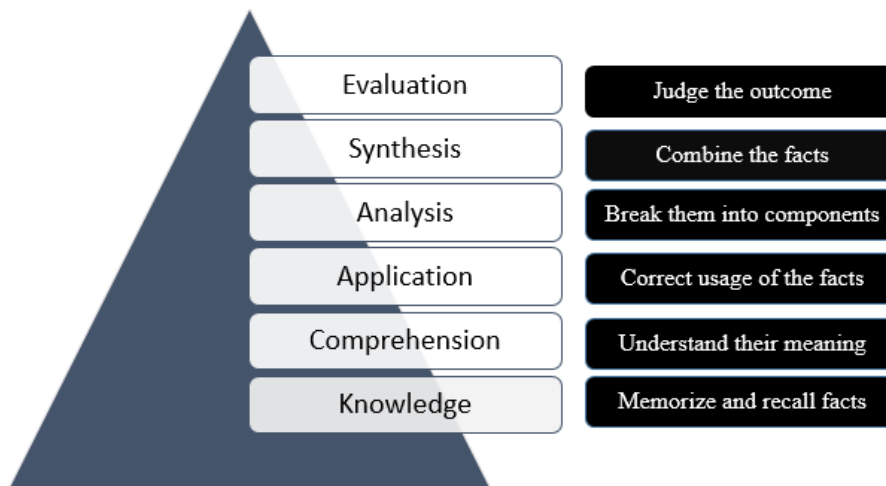 Evaluation
Judge the outcome
Synthesis
Combine the facts
Analysis
Break them into components
Application
Correct usage of the facts
Comprehension
Understand their meaning
Knowledge
Memorize and recall facts